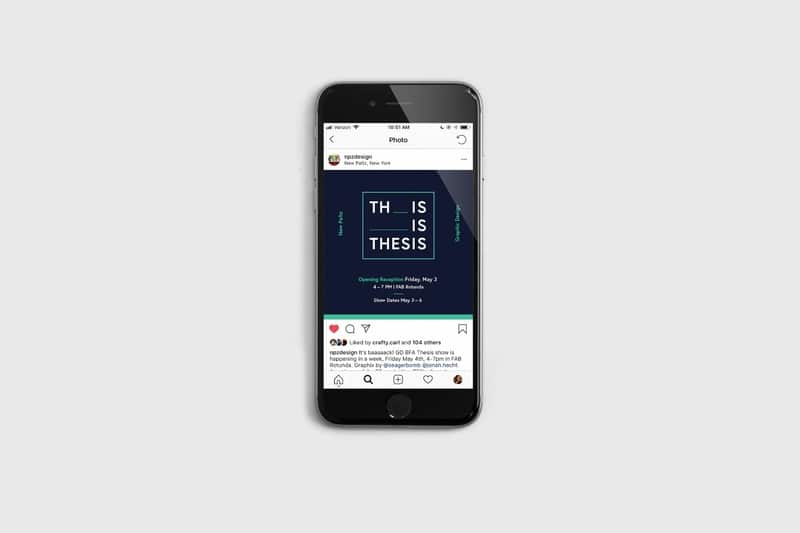 Verizon 10:51 AM
Photo
npzdesign
New Paltz, New York
TH__IS
____IS
THESIS
New Paltz
Graphic Design
Opening Reception Friday, May 3
4 – 7 PM | FAB Rotunda
Show Dates May 3 – 6
Liked by crafty.carl and 104 others
npzdesign It's baaaaack! GD BFA Thesis show is
happening in a week, Friday May 4th, 4-7pm in FAB
Rotunda. Graphix by @seagerbomb @jonah.hecht